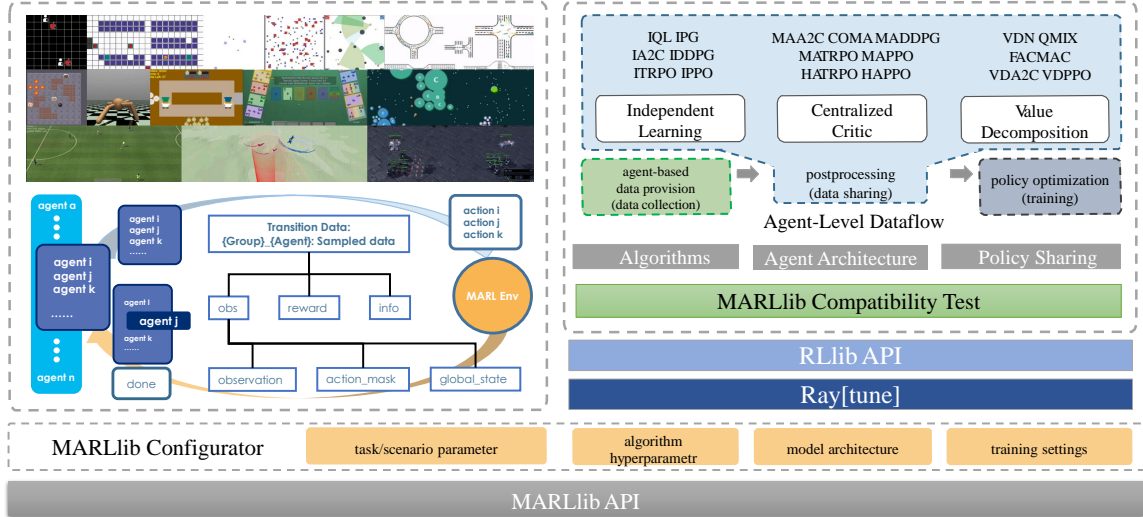 agent a
agent n
agent i
agent j
agent k
......
agent i
agent j
agent k
......
agent j
agent k
......
done
Transition Data:
{Group}_{Agent}: Sampled data
obs
reward
info
observation
action_mask
global_state
action i
action j
action k
MARL Env
IQL IPG
IA2C IDDPG
ITRPO IPPO
Independent
Learning
MAA2C COMA MADDPG
MATRPO MAPPO
HATRPO HAPPO
Centralized
Critic
VDN QMIX
FACMAC
VDA2C VDPPO
Value
Decomposition
agent-based
data provision
(data collection)
postprocessing
(data sharing)
policy optimization
(training)
Agent-Level Dataflow
Algorithms
Agent Architecture
Policy Sharing
MARLlib Compatibility Test
RLlib API
Ray[tune]
MARLlib Configurator
task/scenario parameter
algorithm
hyperparametr
model architecture
training settings
MARLlib API